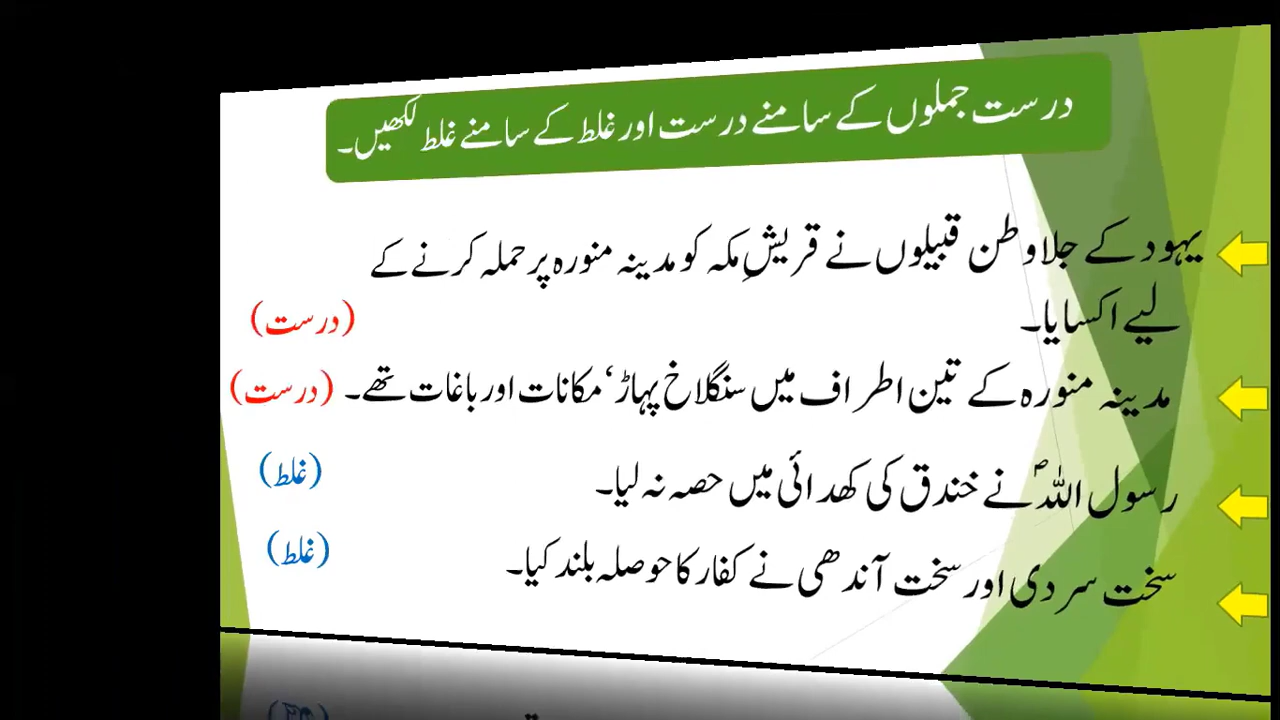 درست جملوں کے سامنے درست اور غلط کے سامنے غلط لکھیں۔
یہود کے جلاوطن قبیلوں نے قریشِ مکہ کو مدینہ منورہ پر حملہ کرنے کے
لیے اکسایا۔ (درست)
مدینہ منورہ کے تین اطراف میں سنگلاخ پہاڑ‘ مکانات اور باغات تھے۔ (درست)
رسول اللہؐ نے خندق کی کھدائی میں حصہ نہ لیا۔ (غلط)
سخت سردی اور سخت آندھی نے کفار کا حوصلہ بلند کیا۔ (غلط)